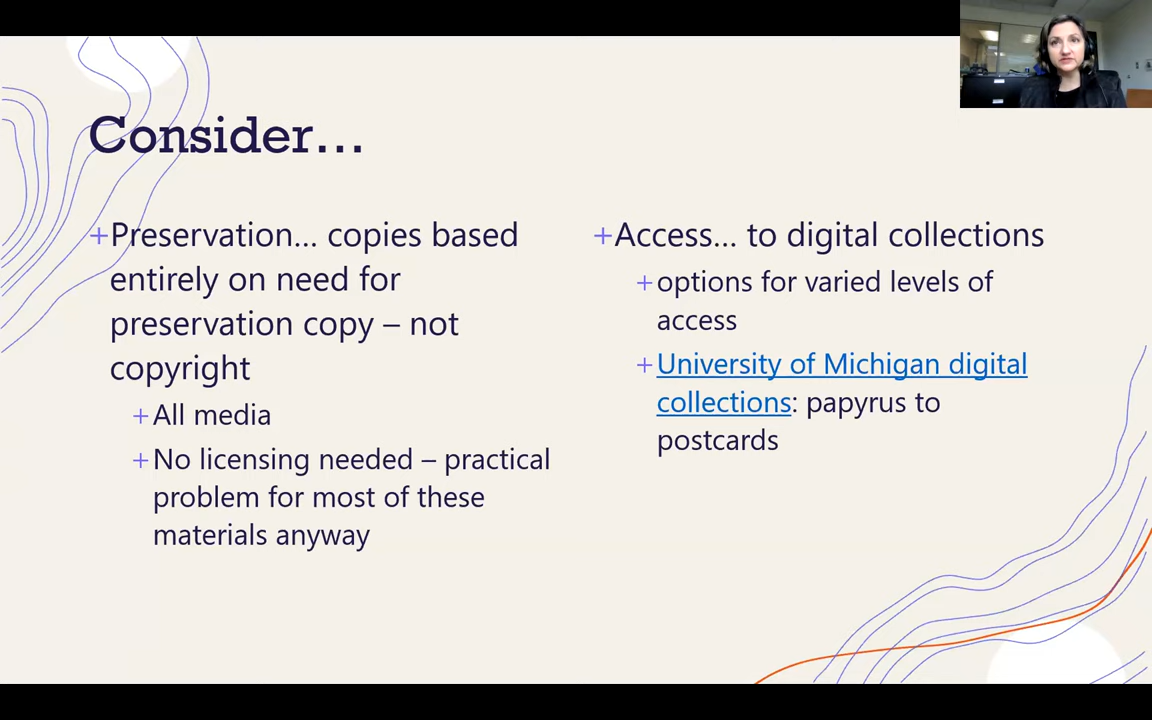 Consider...
+Preservation... copies based
entirely on need for
preservation copy – not
copyright
+All media
+No licensing needed – practical
problem for most of these
materials anyway
+Access... to digital collections
+options for varied levels of
access
+University of Michigan digital
collections: papyrus to
postcards